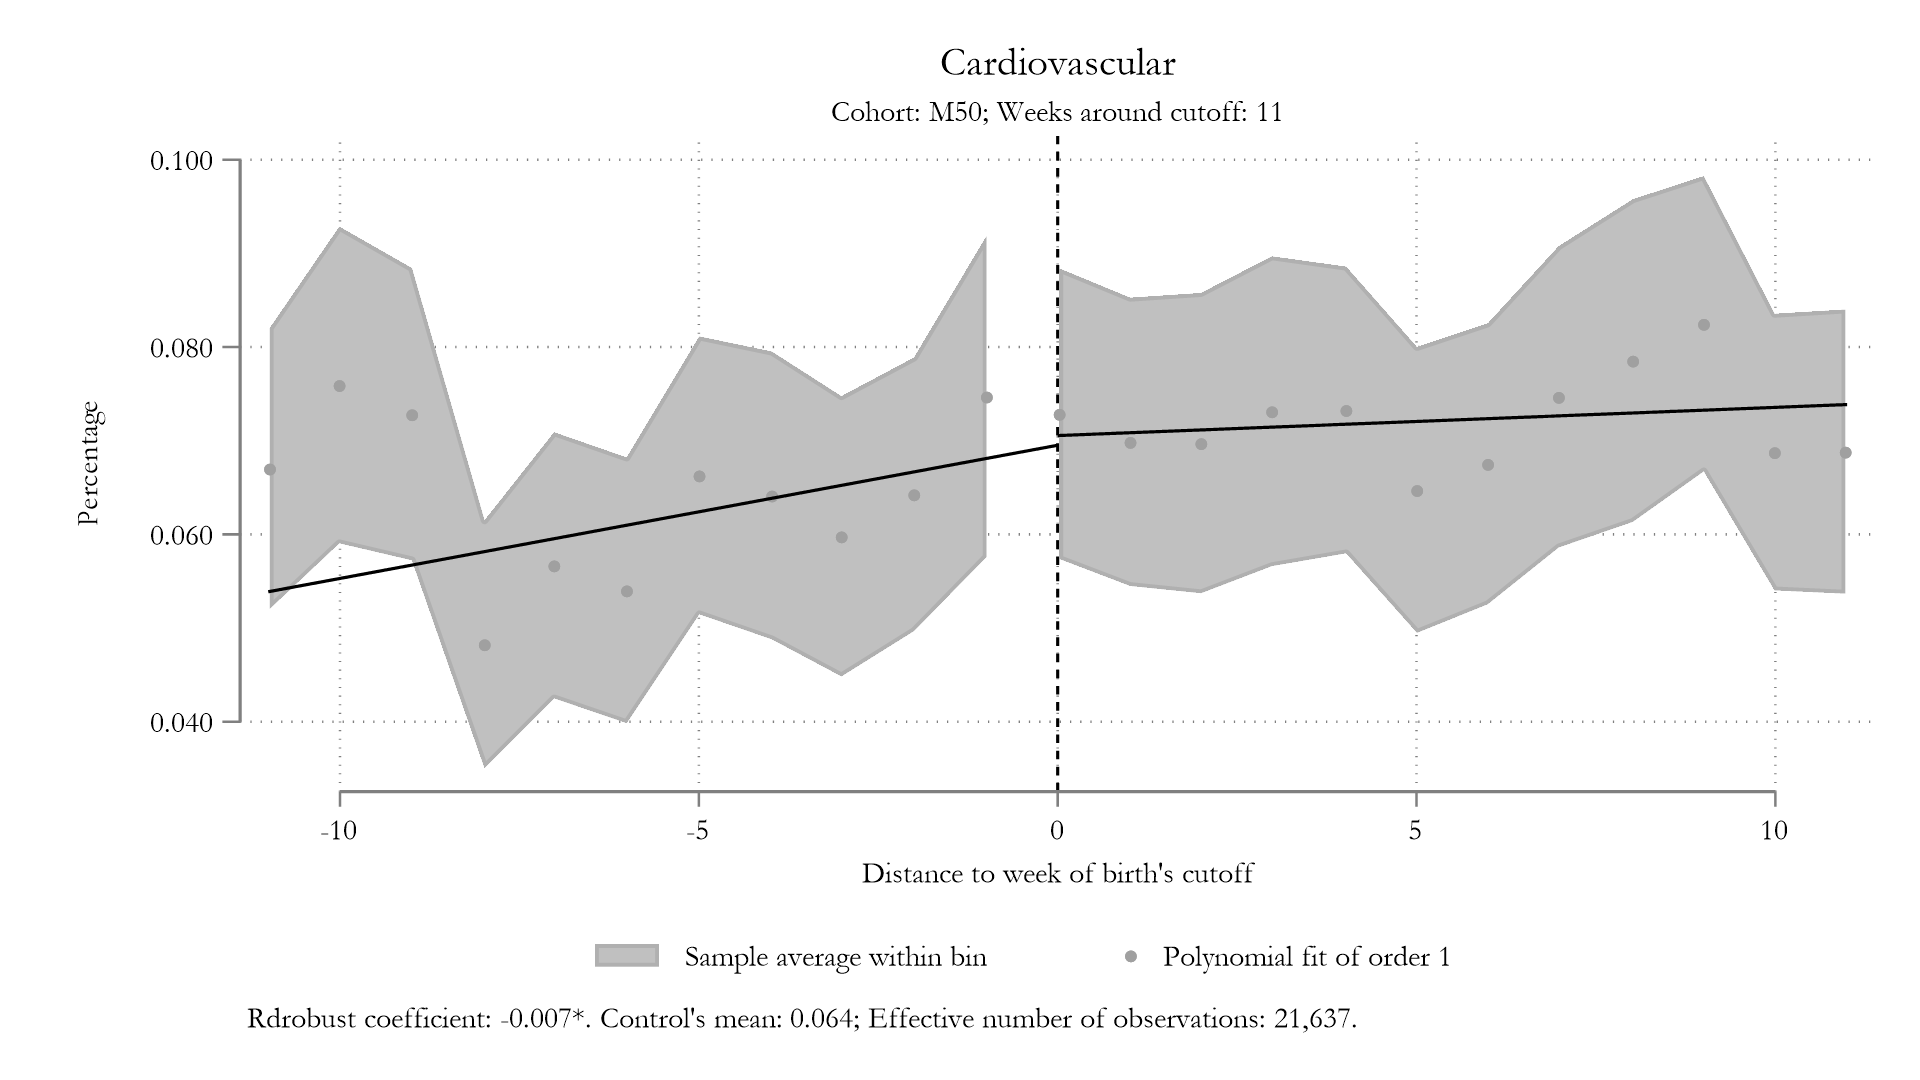 Cardiovascular
Cohort: M50; Weeks around cutoff: 11
Percentage
0.100
0.080
0.060
0.040
-10 -5 0 5 10
Distance to week of birth's cutoff
Sample average within bin Polynomial fit of order 1
Rdrobust coefficient: -0.007*. Control's mean: 0.064; Effective number of observations: 21,637.